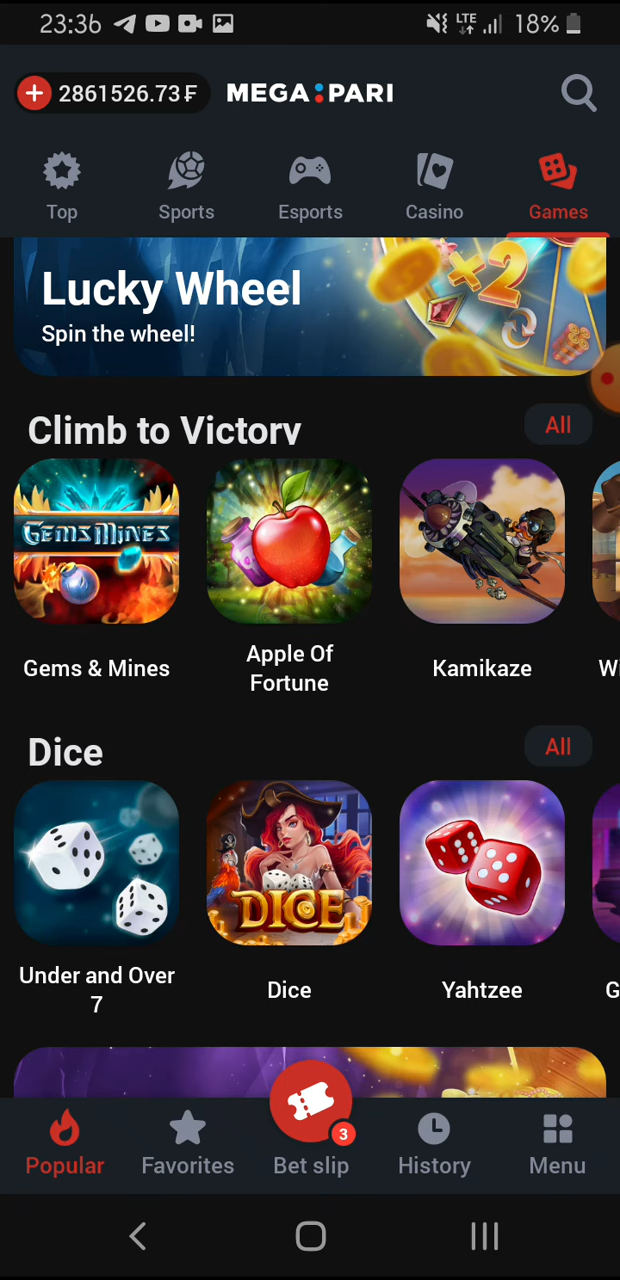 23:36 LTE 18%
2861526.73 ₣ MEGA:PARI
Top Sports Esports Casino Games
×2
Lucky Wheel
Spin the wheel!
Climb to Victory All
GEMS MINES
Gems & Mines Apple Of Kamikaze Wi
Fortune
Dice All
DICE
Under and Over Dice Yahtzee G
7
3
Popular Favorites Bet slip History Menu